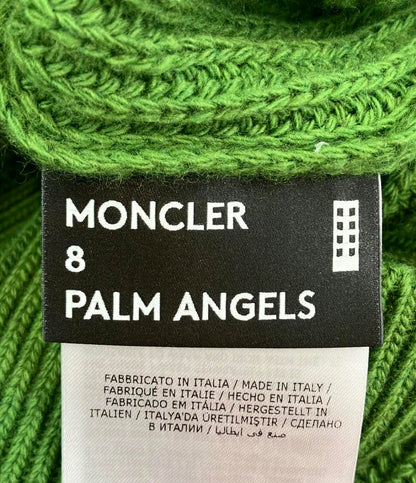 MONCLER
8
PALM ANGELS
FABBRICATO IN ITALIA / MADE IN ITALY /
FABRIQUÉ EN ITALIE / HECHO EN ITALIA /
FABRICADO EM ITÁLIA / HERGESTELLT IN
ITALIEN / ITALYA'DA ÜRETILMIŞTIR / СДЕЛАНО
В ИТАЛИИ / صنع في ايطاليا